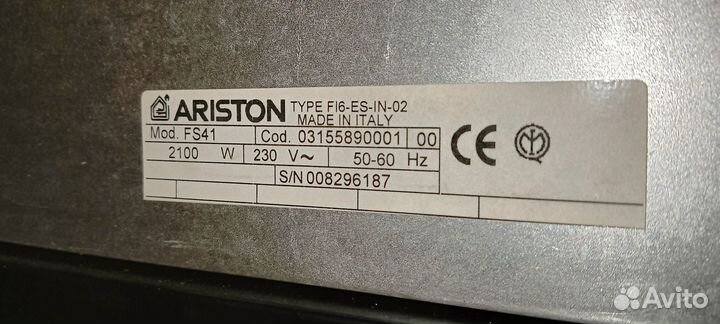 ARISTON TYPE FI6-ES-IN-02
MADE IN ITALY
Mod. FS41 Cod. 03155890001 00
2100 W 230 V~ 50-60 Hz
S/N 008296187
CE
Avito